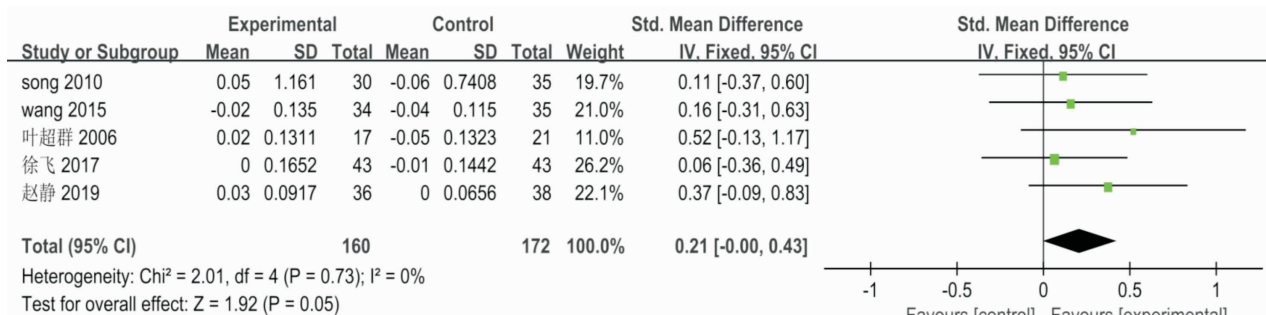 Experimental Control Std. Mean Difference Std. Mean Difference
Study or Subgroup Mean SD Total Mean SD Total Weight IV, Fixed, 95% CI IV, Fixed, 95% CI
song 2010 0.05 1.161 30 -0.06 0.7408 35 19.7% 0.11 [-0.37, 0.60]
wang 2015 -0.02 0.135 34 -0.04 0.115 35 21.0% 0.16 [-0.31, 0.63]
叶超群 2006 0.02 0.1311 17 -0.05 0.1323 21 11.0% 0.52 [-0.13, 1.17]
徐飞 2017 0 0.1652 43 -0.01 0.1442 43 26.2% 0.06 [-0.36, 0.49]
赵静 2019 0.03 0.0917 36 0 0.0656 38 22.1% 0.37 [-0.09, 0.83]
Total (95% CI) 160 172 100.0% 0.21 [-0.00, 0.43]
Heterogeneity: Chi² = 2.01, df = 4 (P = 0.73); I² = 0%
Test for overall effect: Z = 1.92 (P = 0.05)
-1 -0.5 0 0.5 1
Favours [control] Favours [experimental]